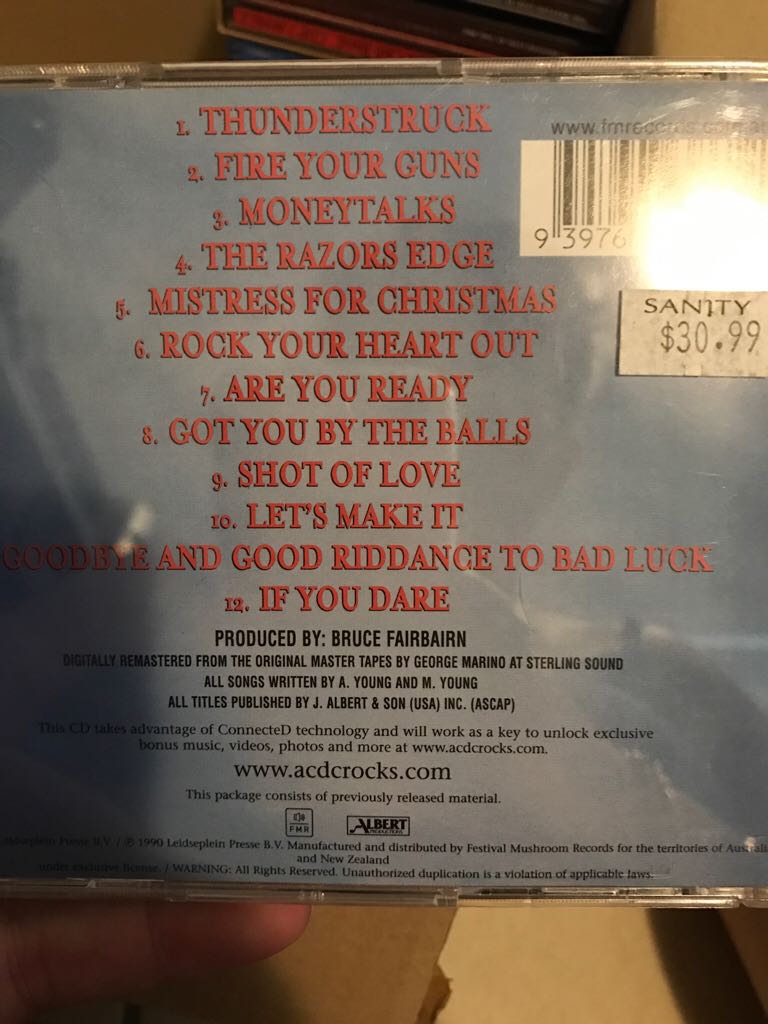 1. THUNDERSTRUCK
2. FIRE YOUR GUNS
3. MONEYTALKS
4. THE RAZORS EDGE
5. MISTRESS FOR CHRISTMAS
6. ROCK YOUR HEART OUT
7. ARE YOU READY
8. GOT YOU BY THE BALLS
9. SHOT OF LOVE
10. LET'S MAKE IT
GOODBYE AND GOOD RIDDANCE TO BAD LUCK
12. IF YOU DARE
www.fmrecords.com.au
9 3976
SANITY
$30.99
PRODUCED BY: BRUCE FAIRBAIRN
DIGITALLY REMASTERED FROM THE ORIGINAL MASTER TAPES BY GEORGE MARINO AT STERLING SOUND
ALL SONGS WRITTEN BY A. YOUNG AND M. YOUNG
ALL TITLES PUBLISHED BY J. ALBERT & SON (USA) INC. (ASCAP)
This CD takes advantage of ConnecteD technology and will work as a key to unlock exclusive
bonus music, videos, photos and more at www.acdcrocks.com.
www.acdcrocks.com
This package consists of previously released material.
FMR
ALBERT
PRODUCTIONS
Presse B.V. / ℗ 1990 Leidseplein Presse B.V. Manufactured and distributed by Festival Mushroom Records for the territories of Australi
and New Zealand
under exclusive license. / WARNING: All Rights Reserved. Unauthorized duplication is a violation of applicable laws.